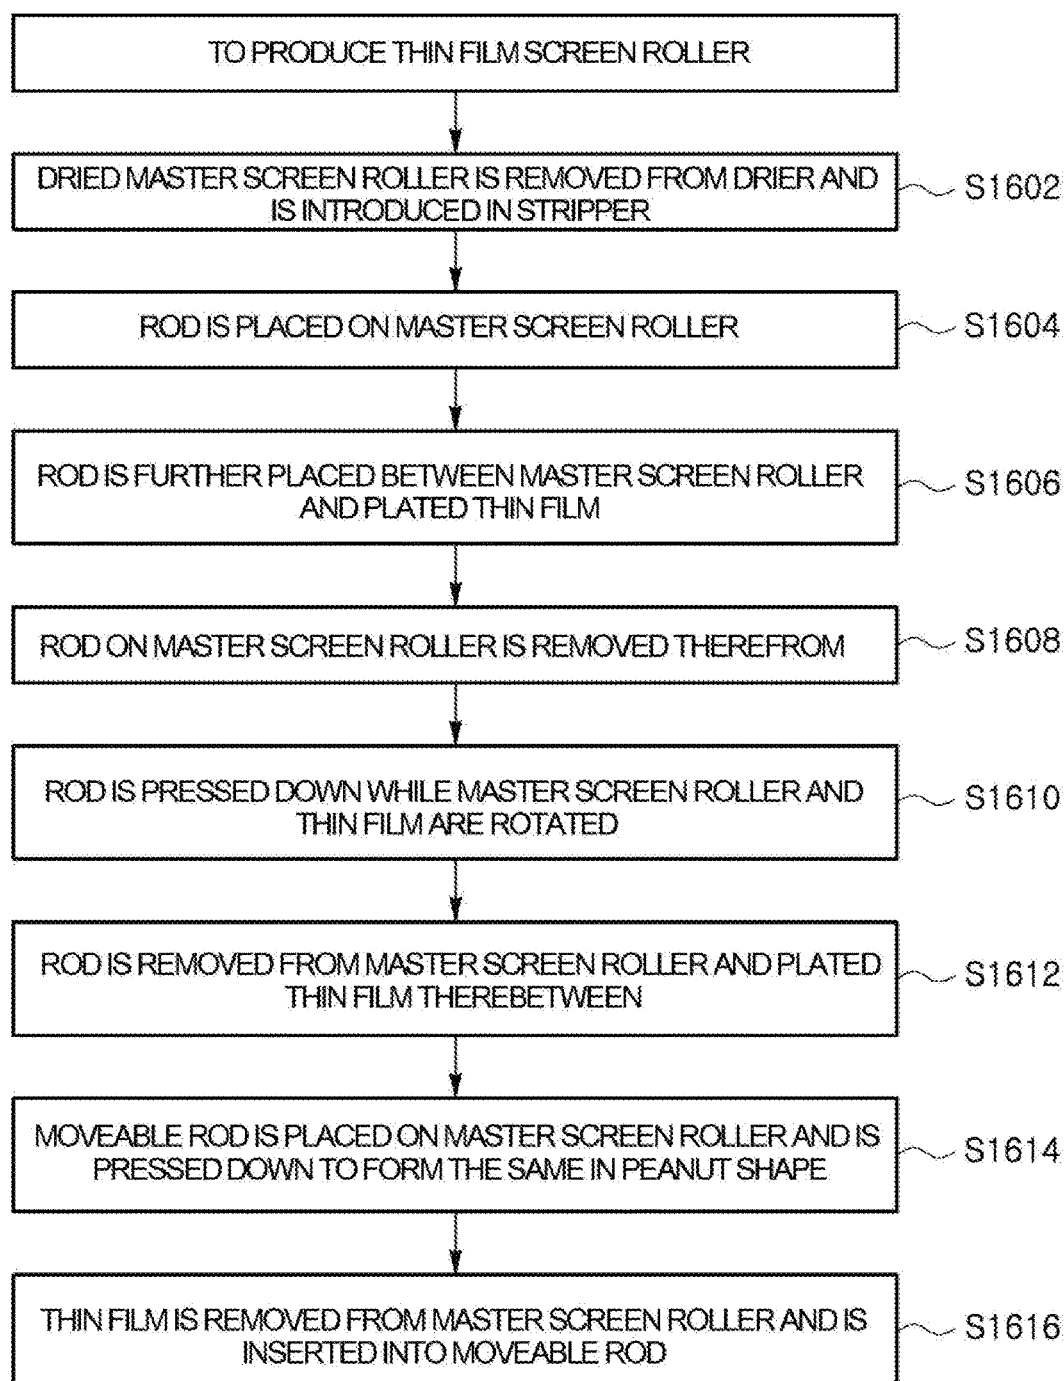 TO PRODUCE THIN FILM SCREEN ROLLER
DRIED MASTER SCREEN ROLLER IS REMOVED FROM DRIER AND
IS INTRODUCED IN STRIPPER
S1602
ROD IS PLACED ON MASTER SCREEN ROLLER
S1604
ROD IS FURTHER PLACED BETWEEN MASTER SCREEN ROLLER
AND PLATED THIN FILM
S1606
ROD ON MASTER SCREEN ROLLER IS REMOVED THEREFROM
S1608
ROD IS PRESSED DOWN WHILE MASTER SCREEN ROLLER AND
THIN FILM ARE ROTATED
S1610
ROD IS REMOVED FROM MASTER SCREEN ROLLER AND PLATED
THIN FILM THEREBETWEEN
S1612
MOVEABLE ROD IS PLACED ON MASTER SCREEN ROLLER AND IS
PRESSED DOWN TO FORM THE SAME IN PEANUT SHAPE
S1614
THIN FILM IS REMOVED FROM MASTER SCREEN ROLLER AND IS
INSERTED INTO MOVEABLE ROD
S1616